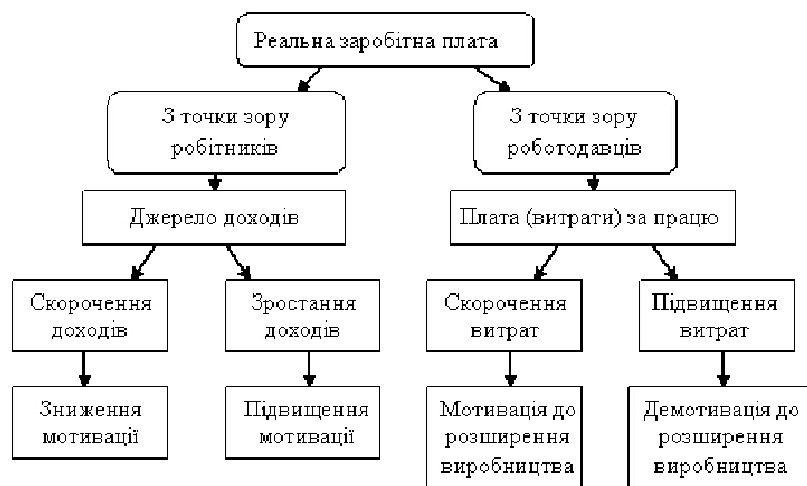 Реальна заробітна плата
З точки зору
робітників
З точки зору
роботодавців
Джерело доходів
Плата (витрати) за працю
Скорочення
доходів
Зростання
доходів
Скорочення
витрат
Підвищення
витрат
Зниження
мотивації
Підвищення
мотивації
Мотивація до
розширення
виробництва
Демотивація до
розширення
виробництва